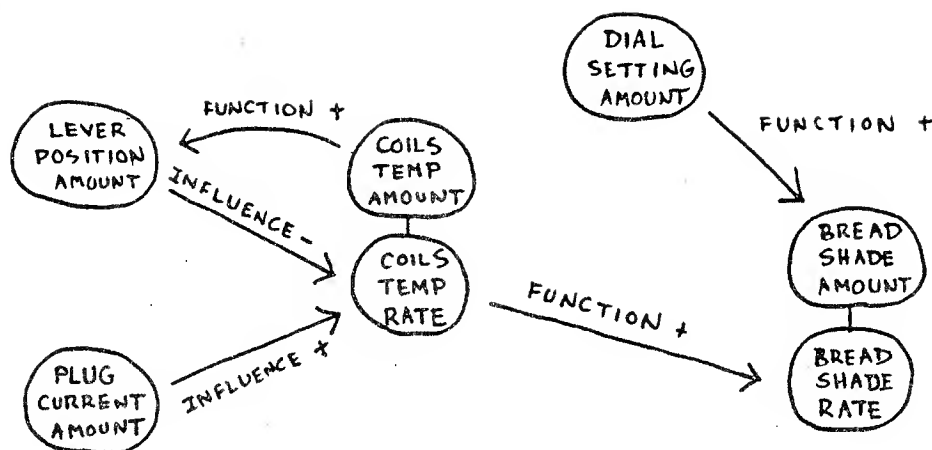 DIAL
SETTING
AMOUNT
FUNCTION +
LEVER
POSITION
AMOUNT
FUNCTION +
COILS
TEMP
AMOUNT
INFLUENCE -
COILS
TEMP
RATE
BREAD
SHADE
AMOUNT
FUNCTION +
PLUG
CURRENT
AMOUNT
INFLUENCE +
BREAD
SHADE
RATE